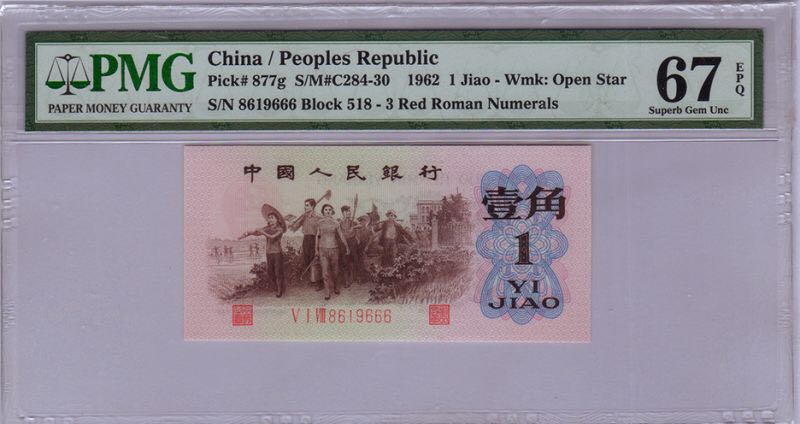 PMG
PAPER MONEY GUARANTY
China / Peoples Republic
Pick# 877g S/M#C284-30 1962 1 Jiao - Wmk: Open Star
S/N 8619666 Block 518 - 3 Red Roman Numerals
67
EPQ
Superb Gem Unc
中國人民銀行
壹角
1
YI
JIAO
V I VIII 8619666